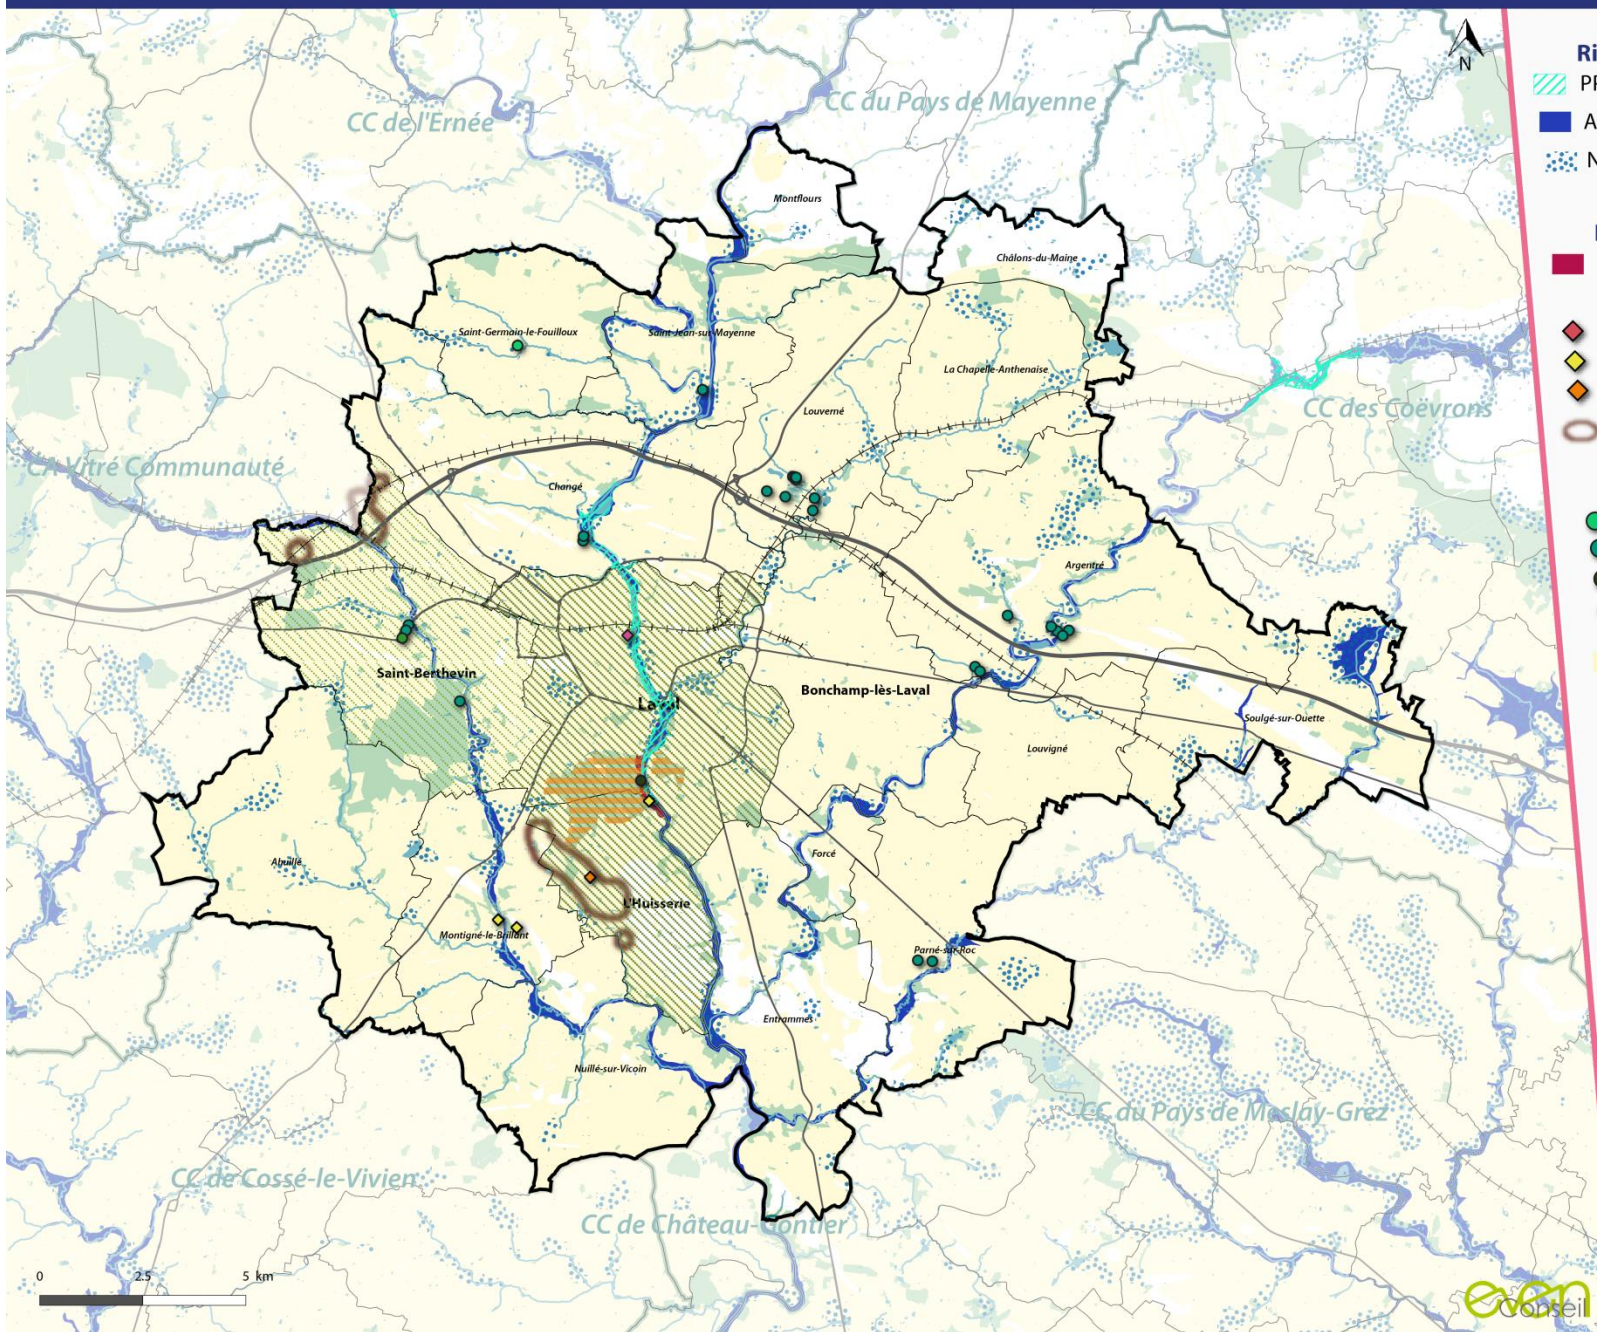 N
Ri
PF
A
N
CC du Pays de Mayenne
CC de l'Ernée
Montflours
Châlons-du-Maine
Saint-Germain-le-Fouilloux
Saint-Jean-sur-Mayenne
La Chapelle-Anthenaise
Louverné
CC des Coëvrons
CA Vitré Communauté
Changé
Argentré
Saint-Berthevin
Bonchamp-lès-Laval
Laval
Soulgé-sur-Ouette
Louvigné
Ahuillé
Forcé
L'Huisserie
Montigné-le-Brillant
Parné-sur-Roc
Entrammes
Nuillé-sur-Vicoin
CC du Pays de Meslay-Grez
CC de Cossé-le-Vivien
CC de Château-Gontier
0 2.5 5 km
even
Conseil